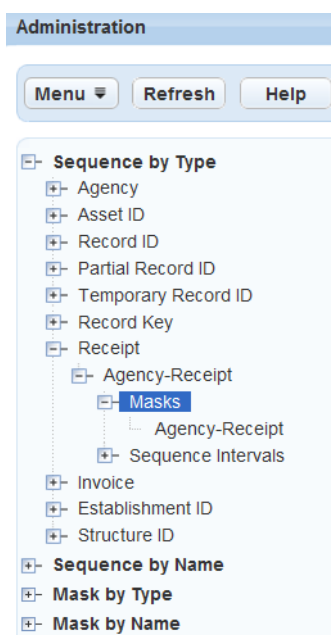 Administration
Menu Refresh Help
Sequence by Type
Agency
Asset ID
Record ID
Partial Record ID
Temporary Record ID
Record Key
Receipt
Agency-Receipt
Masks
Agency-Receipt
Sequence Intervals
Invoice
Establishment ID
Structure ID
Sequence by Name
Mask by Type
Mask by Name